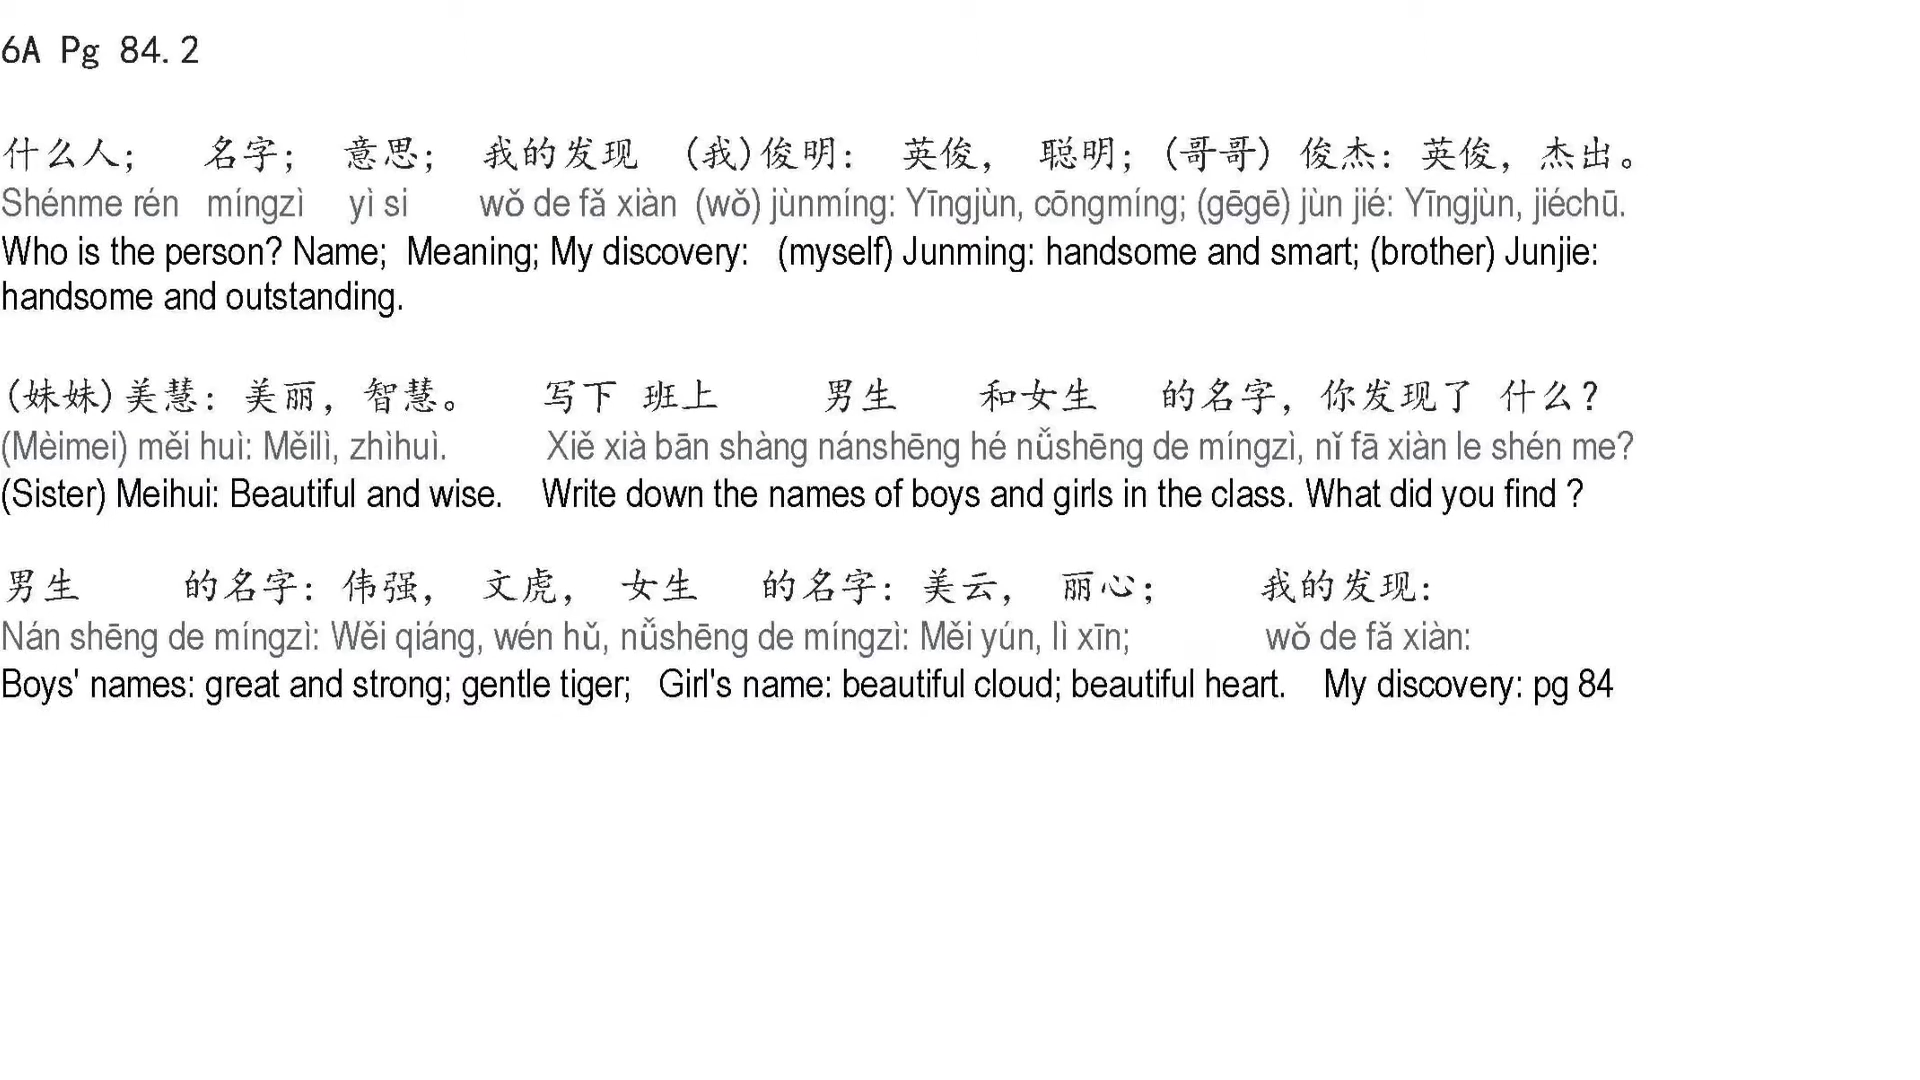 6A Pg 84.2
什么人； 名字； 意思； 我的发现 (我)俊明： 英俊， 聪明；(哥哥) 俊杰：英俊，杰出。
Shénme rén míngzì yì si wǒ de fǎ xiàn (wǒ) jùnmíng: Yīngjùn, cōngmíng; (gēgē) jùn jié: Yīngjùn, jiéchū.
Who is the person? Name; Meaning; My discovery: (myself) Junming: handsome and smart; (brother) Junjie:
handsome and outstanding.
(妹妹)美慧：美丽，智慧。 写下 班上 男生 和女生 的名字，你发现了 什么?
(Mèimei) měi huì: Měilì, zhìhuì. Xiě xià bān shàng nánshēng hé nǚshēng de míngzì, nǐ fā xiàn le shén me?
(Sister) Meihui: Beautiful and wise. Write down the names of boys and girls in the class. What did you find ?
男生 的名字：伟强， 文虎， 女生 的名字：美云， 丽心； 我的发现：
Nán shēng de míngzì: Wěi qiáng, wén hǔ, nǚshēng de míngzì: Měi yún, lì xīn; wǒ de fǎ xiàn:
Boys' names: great and strong; gentle tiger; Girl's name: beautiful cloud; beautiful heart. My discovery: pg 84